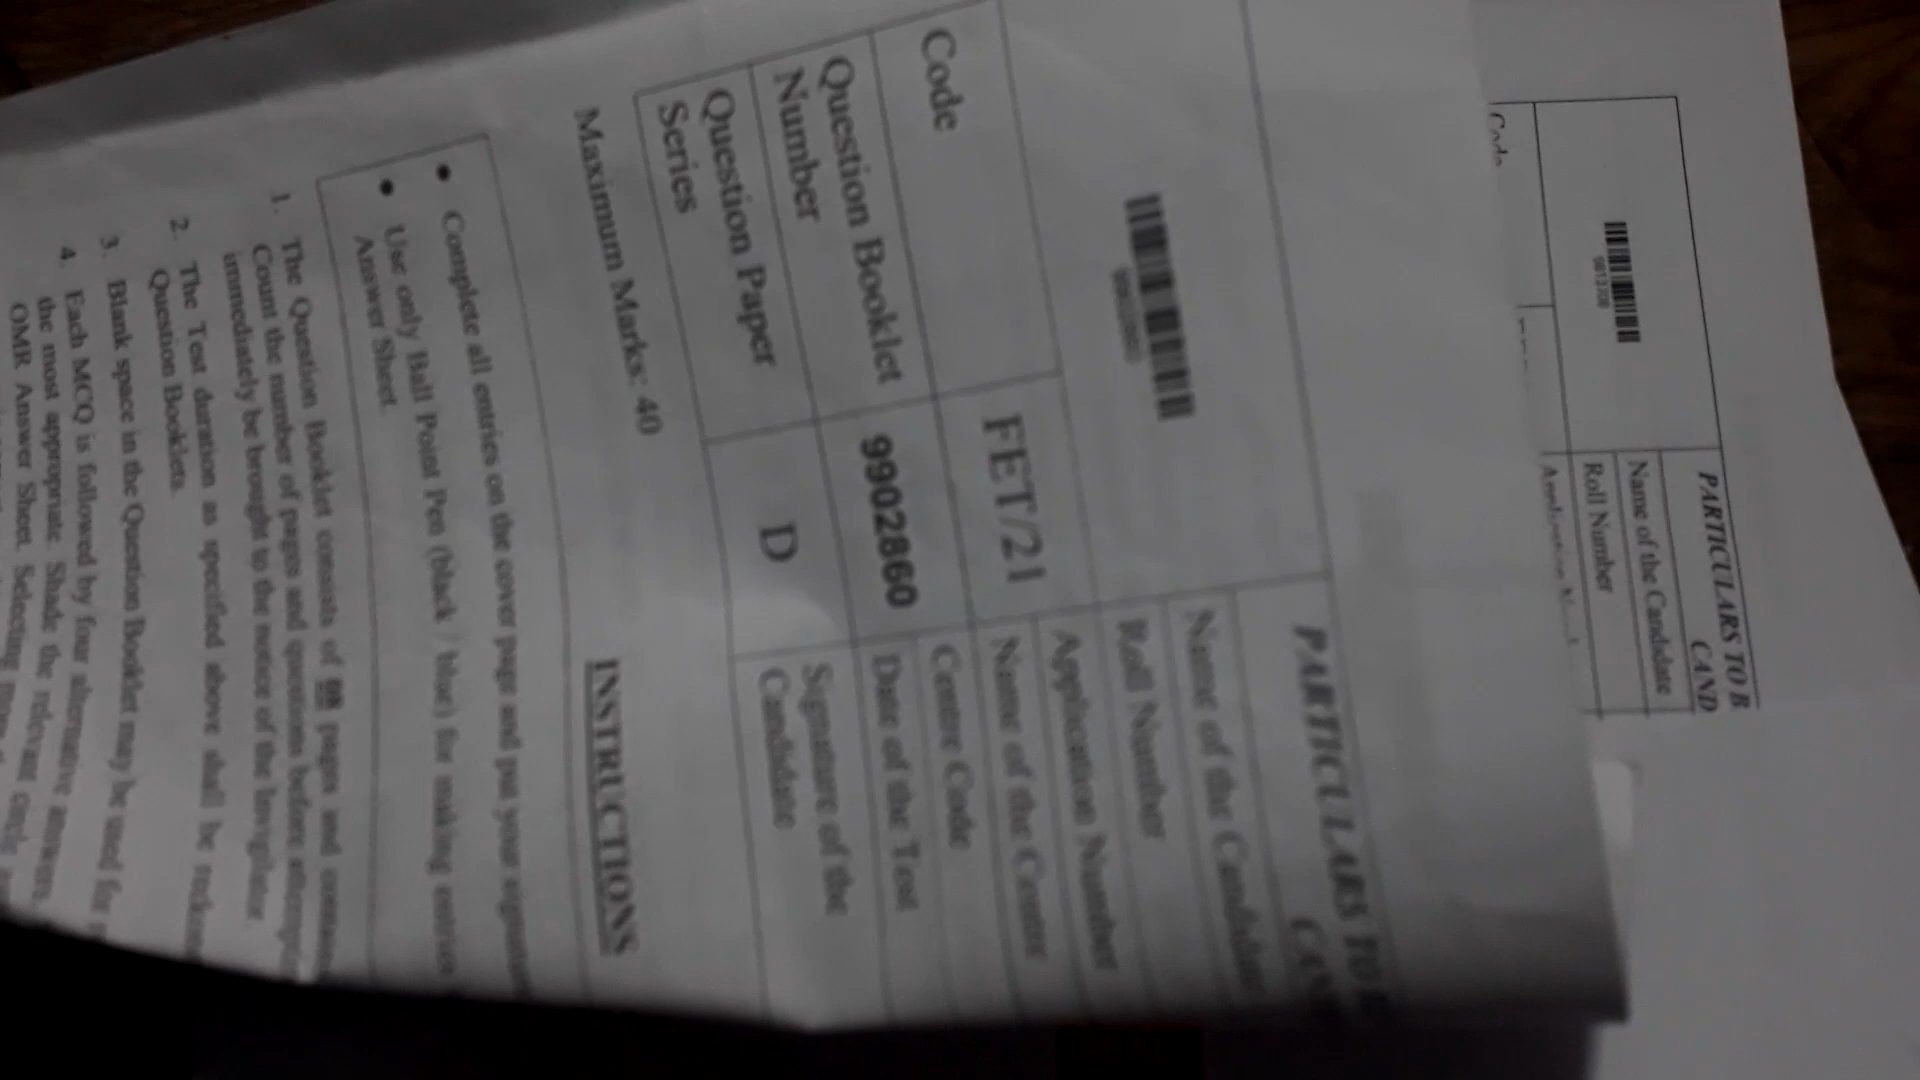 PARTICULARS TO B
CAND
Name of the Candidate
Roll Number
Code
PARTICULARS TO
Name of the Candidate
Roll Number
Application Number
Code
FET/21
Name of the Centre
Centre Code
Question Booklet
Number
99028860
Date of the Test
Question Paper
Series
D
Signature of the
Candidate
Maximum Marks: 40
INSTRUCTIONS
• Complete all entries on the cover page and put your
• Use only Ball Point Pen (black / blue) for making entries
Answer Sheet.
1. The Question Booklet consists of pages and
Count the number of pages and questions before
immediately be brought to the notice of the Invigilator.
2. The Test duration as specified above shall be
Question Booklets.
3. Blank space in the Question Booklet may be used for
4. Each MCQ is followed by four alternative answers.
the most appropriate. Shade the relevant
OMR Answer Sheet. Selecting